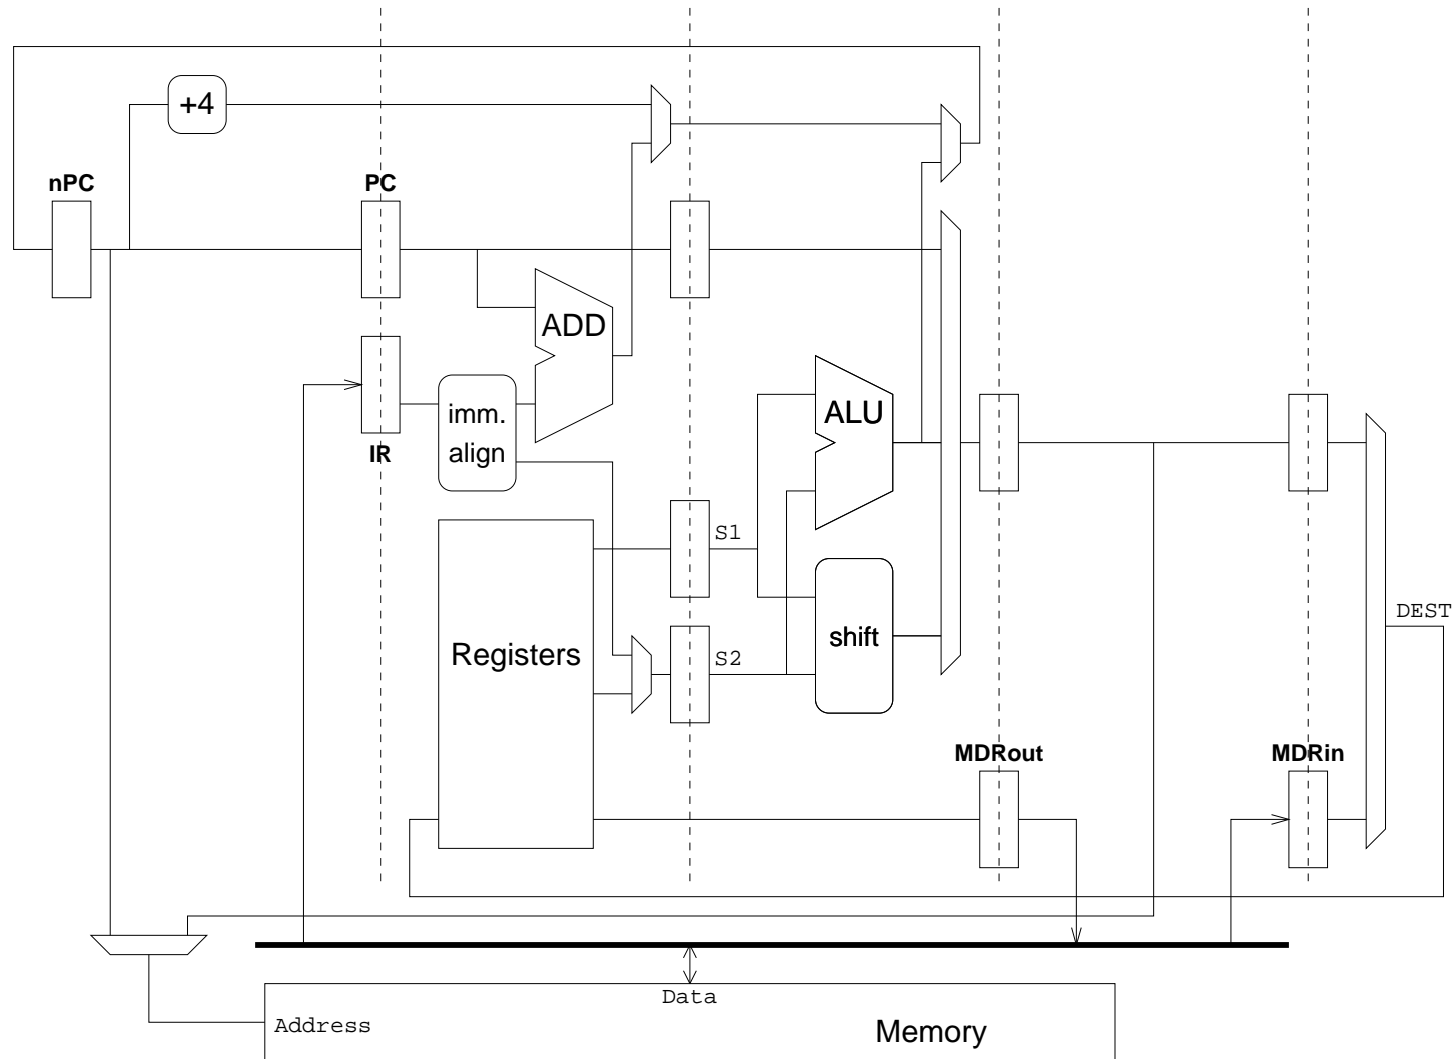 +4
nPC
PC
ADD
imm.
align
IR
ALU
S1
shift
Registers
S2
DEST
MDRout
MDRin
Data
Address
Memory